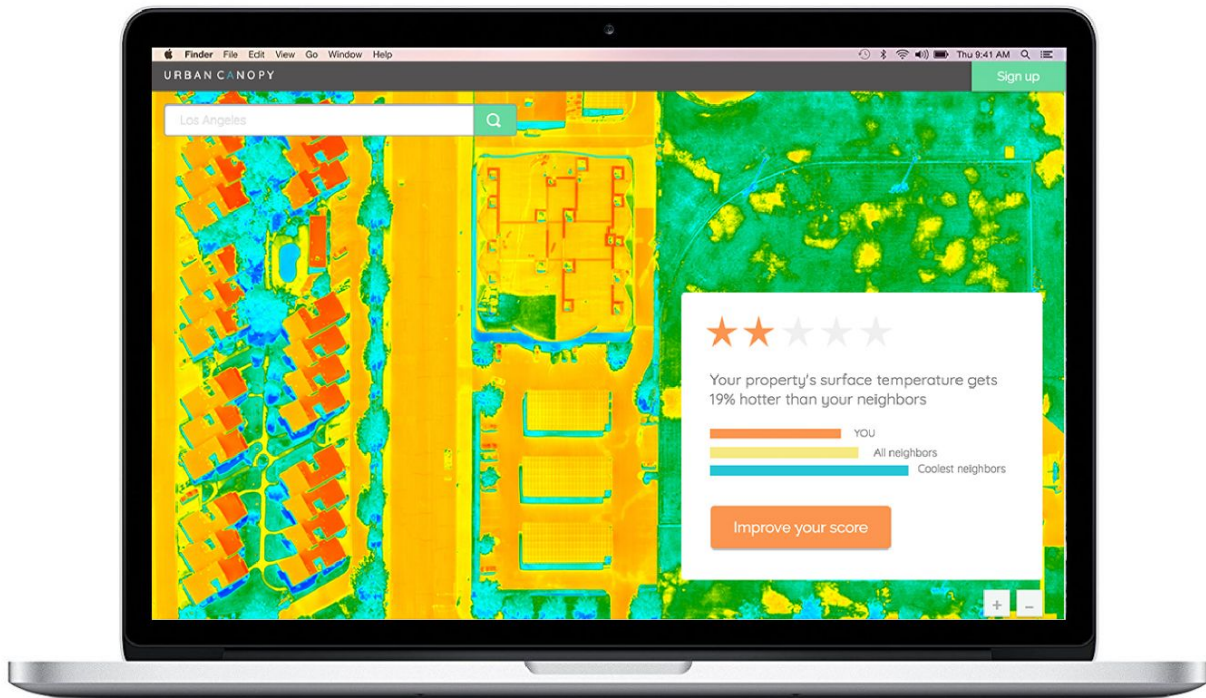 Finder File Edit View Go Window Help
Thu 9:41 AM
URBAN CANOPY
Sign up
Los Angeles
Your property's surface temperature gets
19% hotter than your neighbors
YOU
All neighbors
Coolest neighbors
Improve your score
+ −